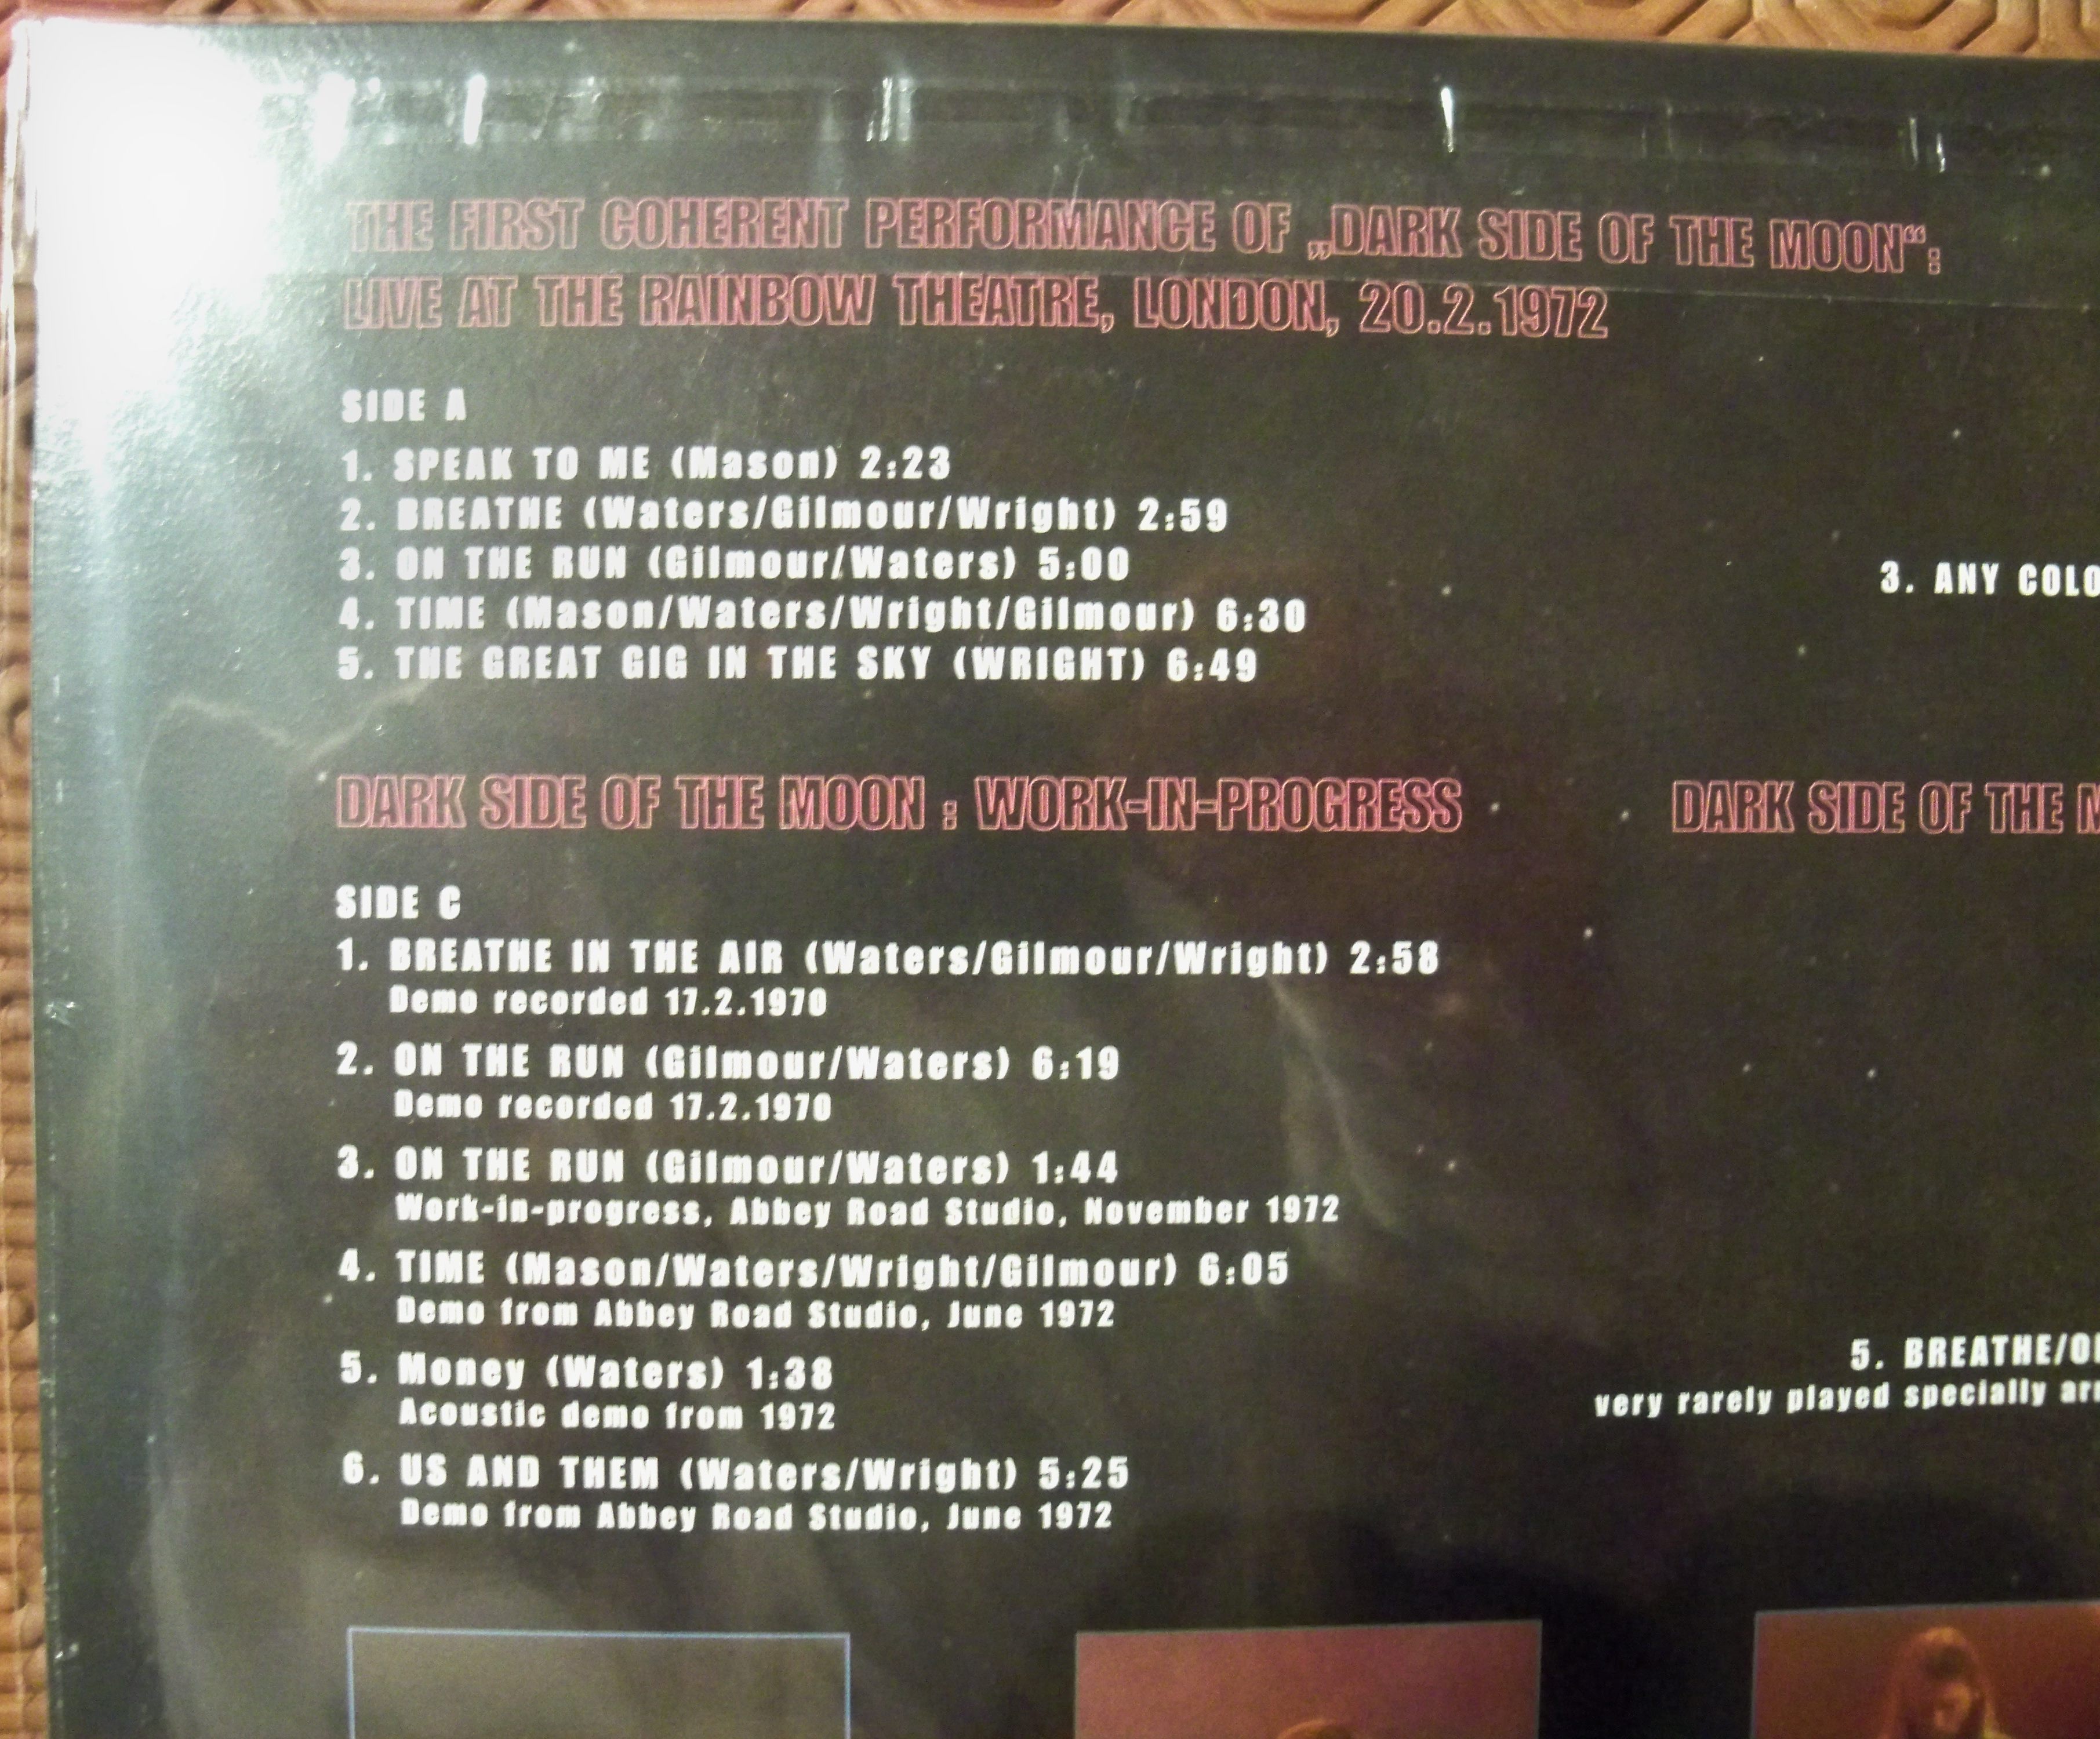 THE FIRST COHERENT PERFORMANCE OF „DARK SIDE OF THE MOON“:
LIVE AT THE RAINBOW THEATRE, LONDON, 20.2.1972
SIDE A
1. SPEAK TO ME (Mason) 2:23
2. BREATHE (Waters/Gilmour/Wright) 2:59
3. ON THE RUN (Gilmour/Waters) 5:00
4. TIME (Mason/Waters/Wright/Gilmour) 6:30
5. THE GREAT GIG IN THE SKY (WRIGHT) 6:49
3. ANY
DARK SIDE OF THE MOON : WORK-IN-PROGRESS
SIDE C
1. BREATHE IN THE AIR (Waters/Gilmour/Wright) 2:58
Demo recorded 17.2.1970
2. ON THE RUN (Gilmour/Waters) 6:19
Demo recorded 17.2.1970
3. ON THE RUN (Gilmour/Waters) 1:44
Work-in-progress, Abbey Road Studio, November 1972
4. TIME (Mason/Waters/Wright/Gilmour) 6:05
Demo from Abbey Road Studio, June 1972
5. Money (Waters) 1:38
Acoustic demo from 1972
6. US AND THEM (Waters/Wright) 5:25
Demo from Abbey Road Studio, June 1972
DARK SIDE OF THE
5. BREATHE/
very rarely played specially